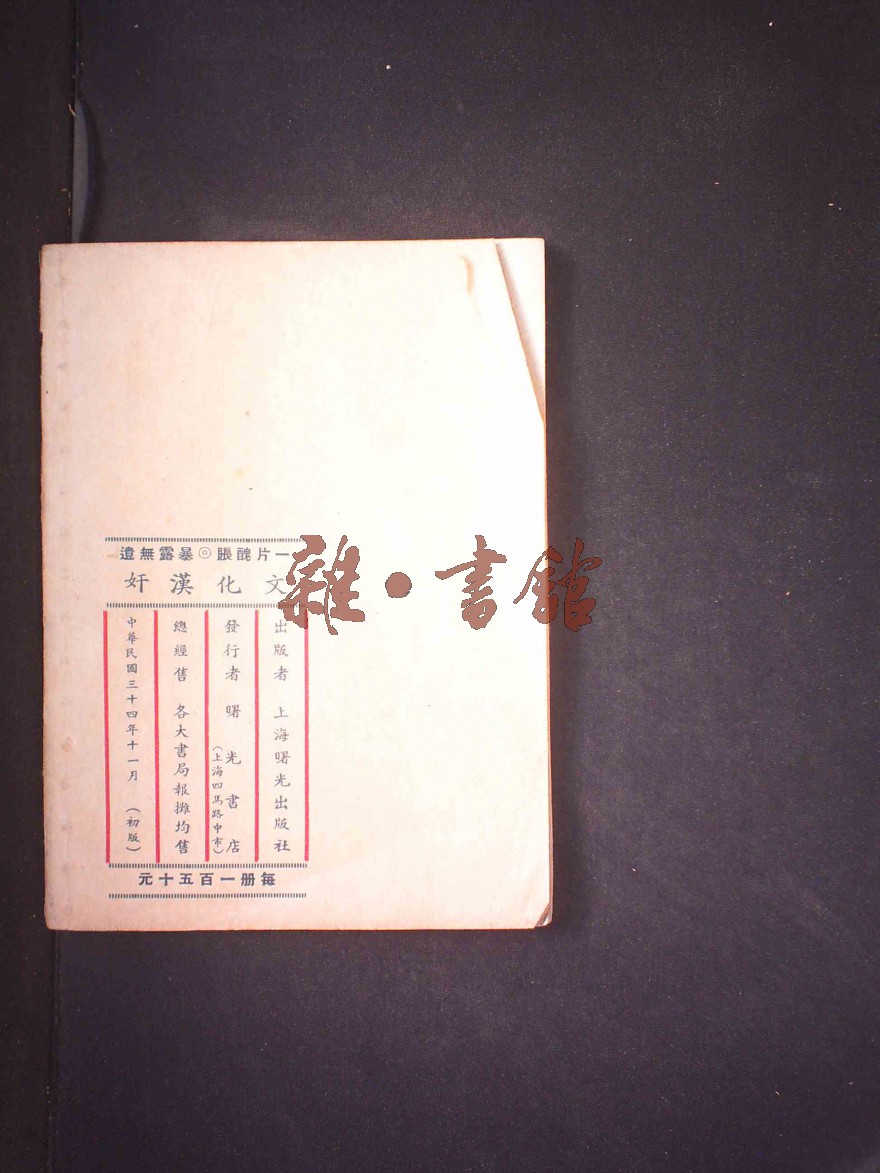 一片醜賬◎暴露無遺
文化漢奸
出版者 上海曙光出版社
發行者 曙光書店
（上海四馬路中市）
總經售 各大書局報攤均售
中華民國三十四年十一月 （初版）
每册一百五十元
雜·書館